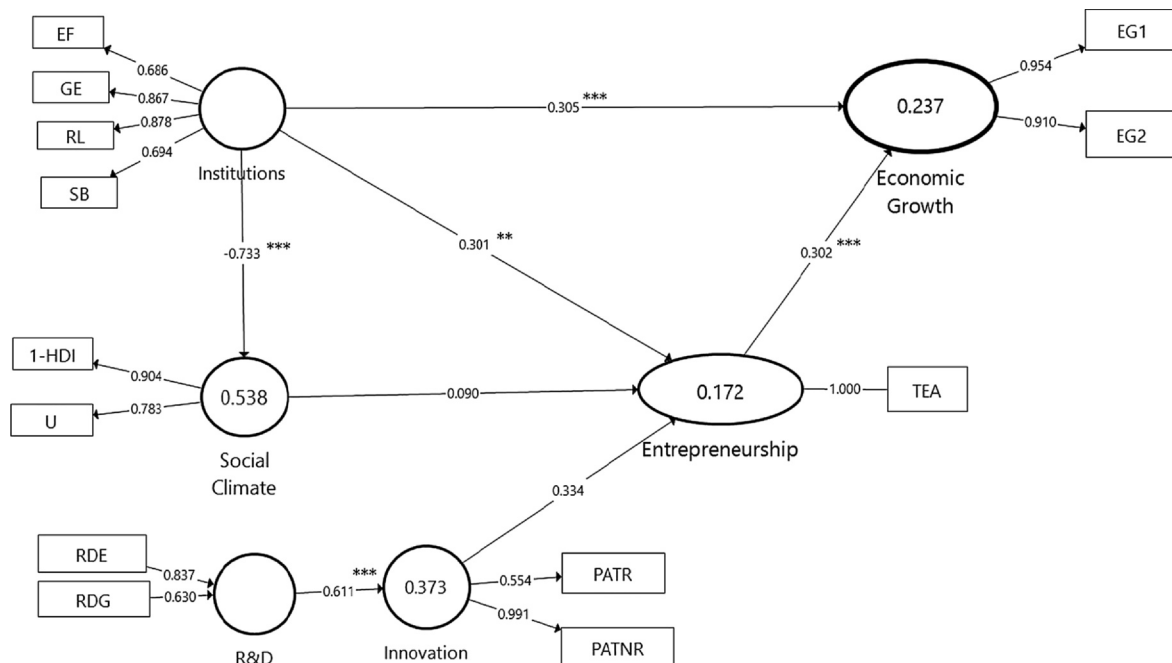 EF
0.686
GE
0.867
RL
0.878
0.694
SB
Institutions
0.305 ***
0.237
Economic
Growth
EG1
0.954
0.910
EG2
-0.733 ***
0.301 **
0.302 ***
1-HDI
0.904
0.783
U
0.538
Social
Climate
0.090
0.172
Entrepreneurship
1.000
TEA
0.334
RDE
0.837
RDG
0.630
R&D
***
0.611
0.373
Innovation
0.554
PATR
0.991
PATNR